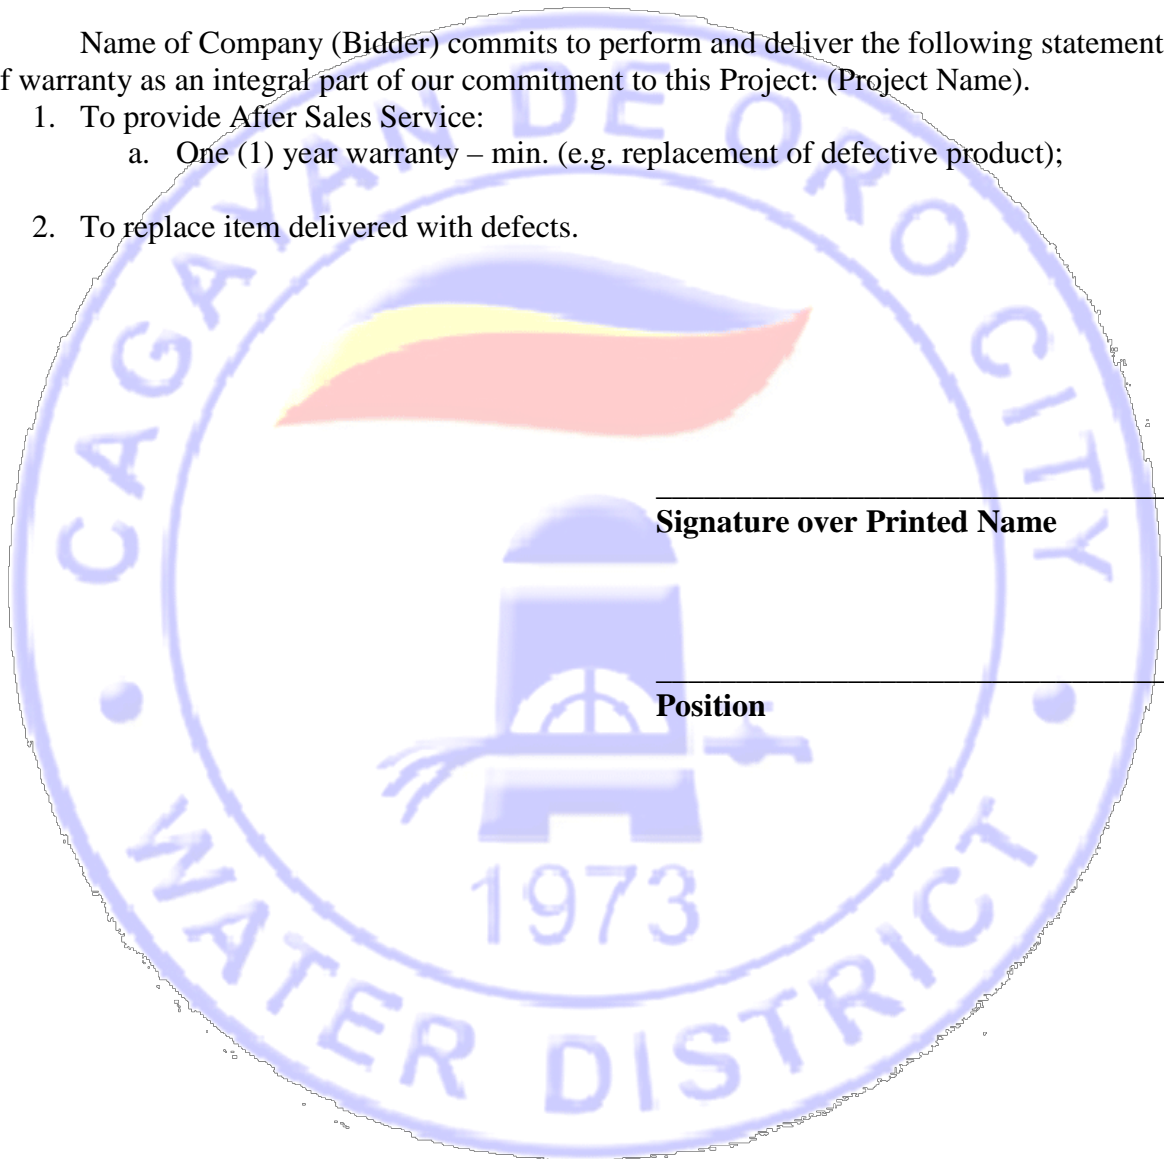 Name of Company (Bidder) commits to perform and deliver the following statement
f warranty as an integral part of our commitment to this Project: (Project Name).
1. To provide After Sales Service:
a. One (1) year warranty – min. (e.g. replacement of defective product);
2. To replace item delivered with defects.
Signature over Printed Name
Position
CAGAYAN DE ORO CITY
1973
WATER DISTRICT